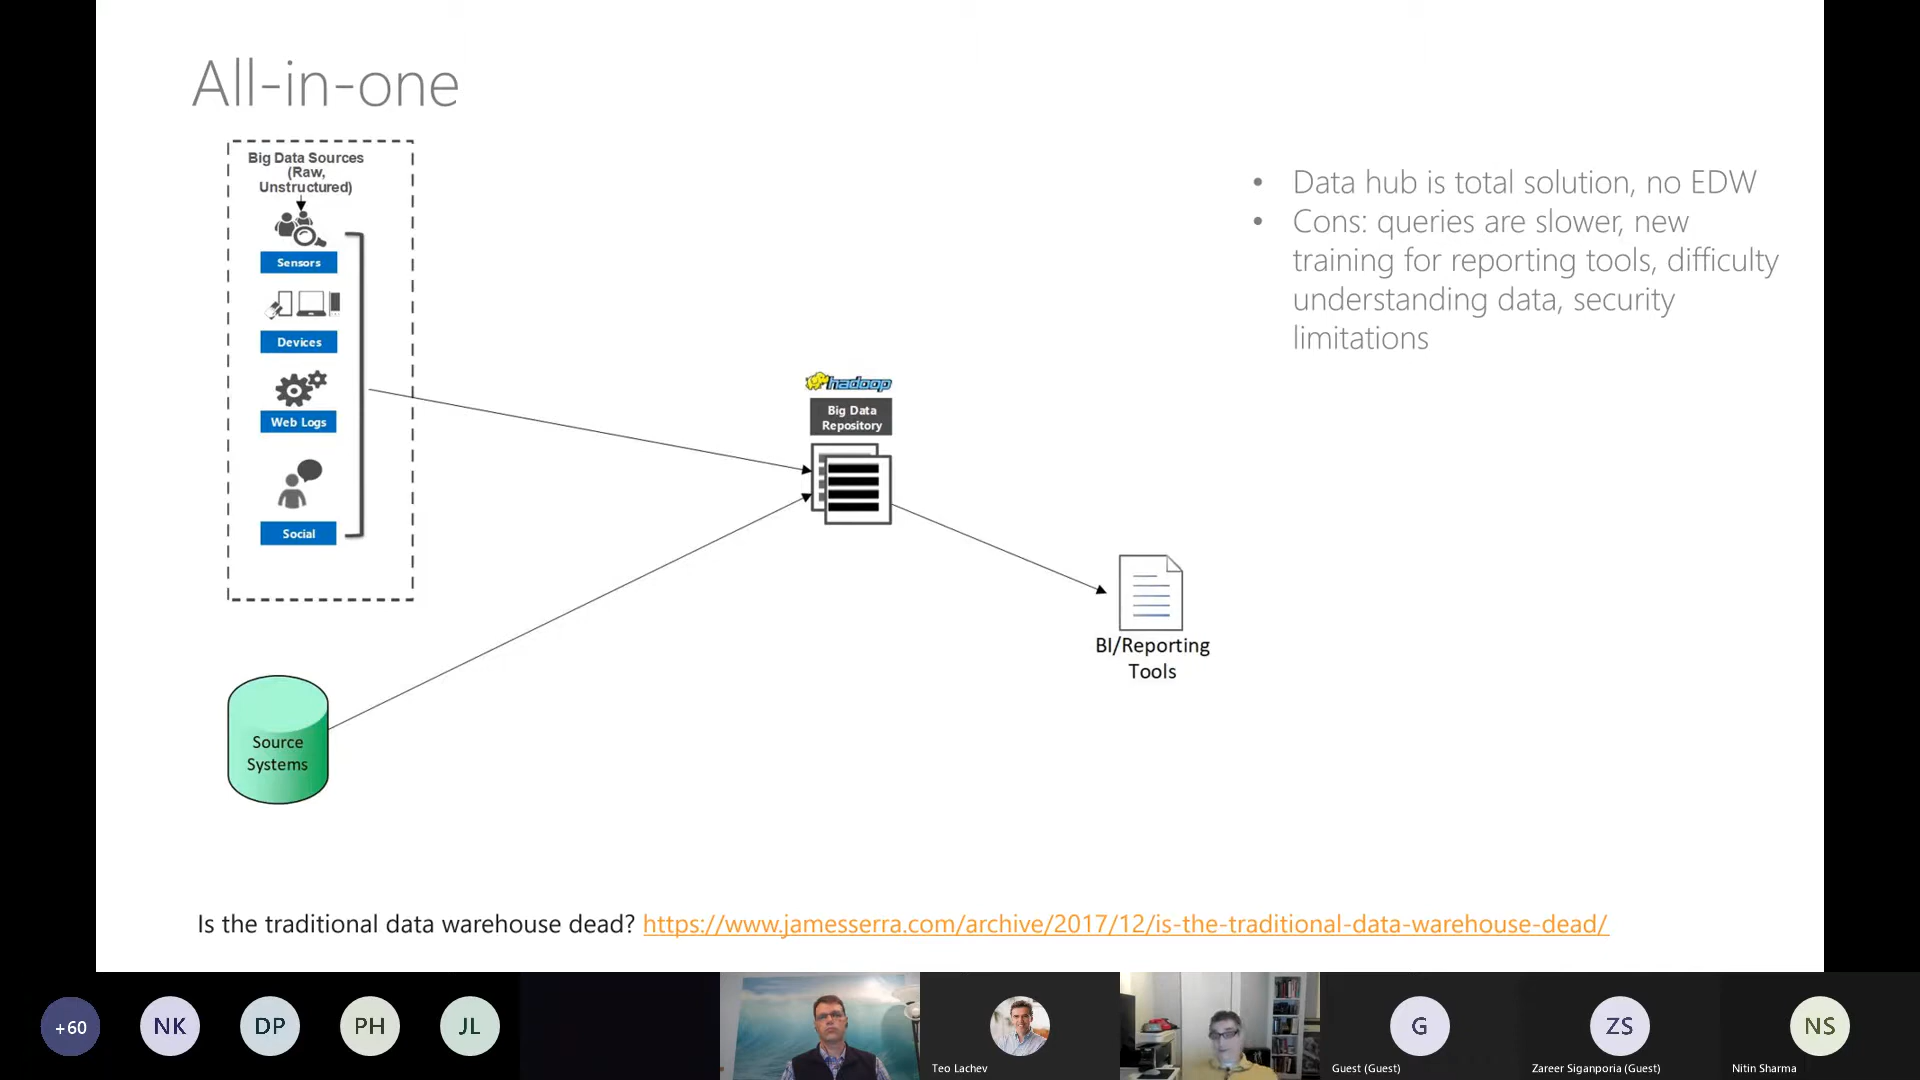 All-in-one
Big Data Sources
(Raw,
Unstructured)
Sensors
Devices
Web Logs
Social
Source
Systems
hadoop
Big Data
Repository
BI/Reporting
Tools
• Data hub is total solution, no EDW
• Cons: queries are slower, new
training for reporting tools, difficulty
understanding data, security
limitations
Is the traditional data warehouse dead? https://www.jamesserra.com/archive/2017/12/is-the-traditional-data-warehouse-dead/
+60
NK
DP
PH
JL
Teo Lachev
G
Guest (Guest)
ZS
Zareer Siganporia (Guest)
NS
Nitin Sharma